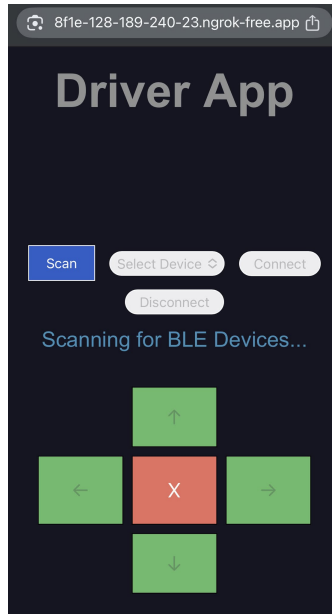 8f1e-128-189-240-23.ngrok-free.app
Driver App
Scan Select Device Connect
Disconnect
Scanning for BLE Devices...
↑
← X →
↓